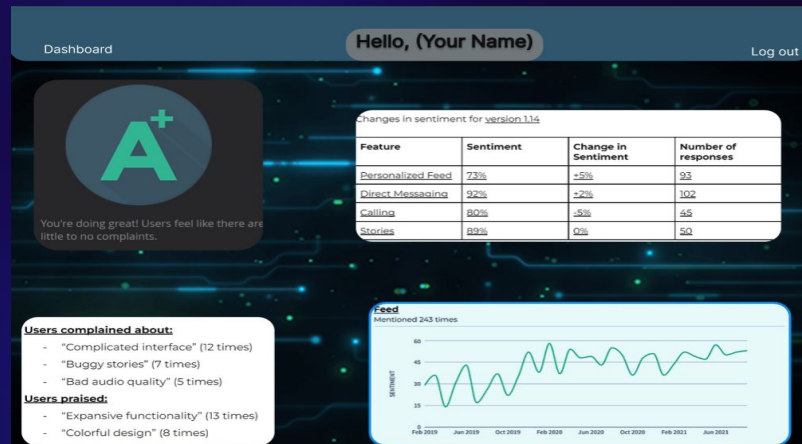 Dashboard
Hello, (Your Name)
Log out
A+
You're doing great! Users feel like there are
little to no complaints.
Changes in sentiment for version 1.14
Feature Sentiment Change in Sentiment Number of responses
Personalized Feed 73% +5% 93
Direct Messaging 92% +2% 102
Calling 80% -5% 45
Stories 89% 0% 50
Users complained about:
- “Complicated interface” (12 times)
- “Buggy stories” (7 times)
- “Bad audio quality” (5 times)
Users praised:
- “Expansive functionality” (13 times)
- “Colorful design” (8 times)
Feed
Mentioned 243 times
SENTIMENT
60
45
30
15
0
Feb 2019 Jan 2019 Oct 2019 Feb 2028 Jun 2028 Oct 2028 Feb 2021 Jun 2021